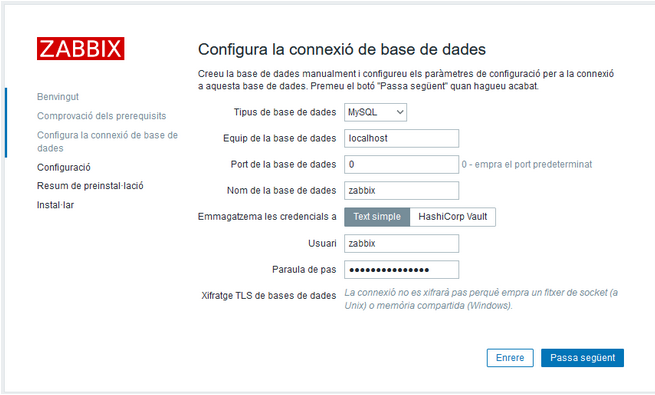 ZABBIX
Benvingut
Comprovació dels prerequisits
Configura la connexió de base de
dades
Configuració
Resum de preinstal·lació
Instal·lar
Configura la connexió de base de dades
Creeu la base de dades manualment i configureu els paràmetres de configuració per a la connexió
a aquesta base de dades. Premeu el botó "Passa següent" quan hagueu acabat.
Tipus de base de dades MySQL
Equip de la base de dades localhost
Port de la base de dades 0 0 - empra el port predeterminat
Nom de la base de dades zabbix
Emmagatzema les credencials a Text simple HashiCorp Vault
Usuari zabbix
Paraula de pas ●●●●●●●●●●●●●●●
Xifratge TLS de bases de dades La connexió no es xifrarà pas perquè empra un fitxer de socket (a
Unix) o memòria compartida (Windows).
Enrere Passa següent